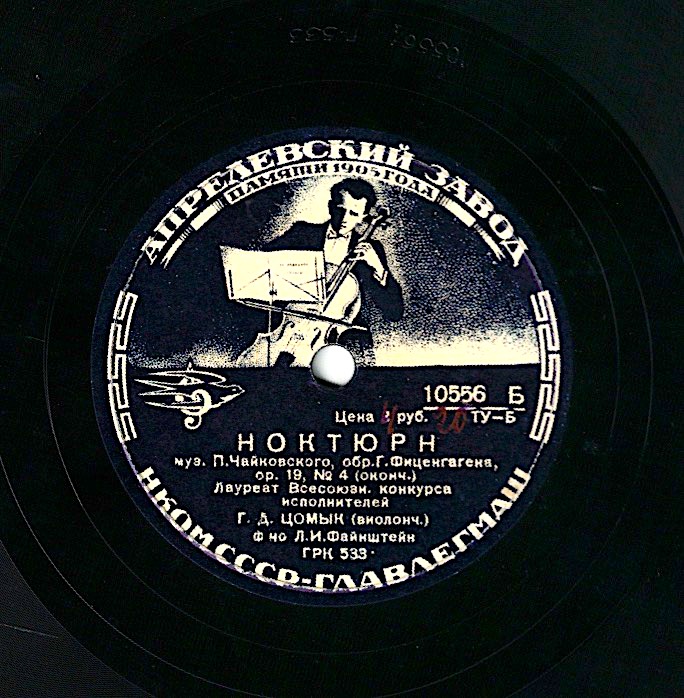 АПРЕЛЕВСКИЙ ЗАВОД
ПАМЯТИ 1905 ГОДА
10556 Б
Цена руб. 20 ТУ-Б
НОКТЮРН
муз. П.Чайковского, обр.Г.Фиценгагена,
ор. 19, № 4 (оконч.)
Лауреат Всесоюзн. конкурса
исполнителей
Г. Д. ЦОМЫК (виолонч.)
ф-но Л.И.Файнштейн
ГРК 533
НКОМ СССР-ГЛАВЛЕГМАШ